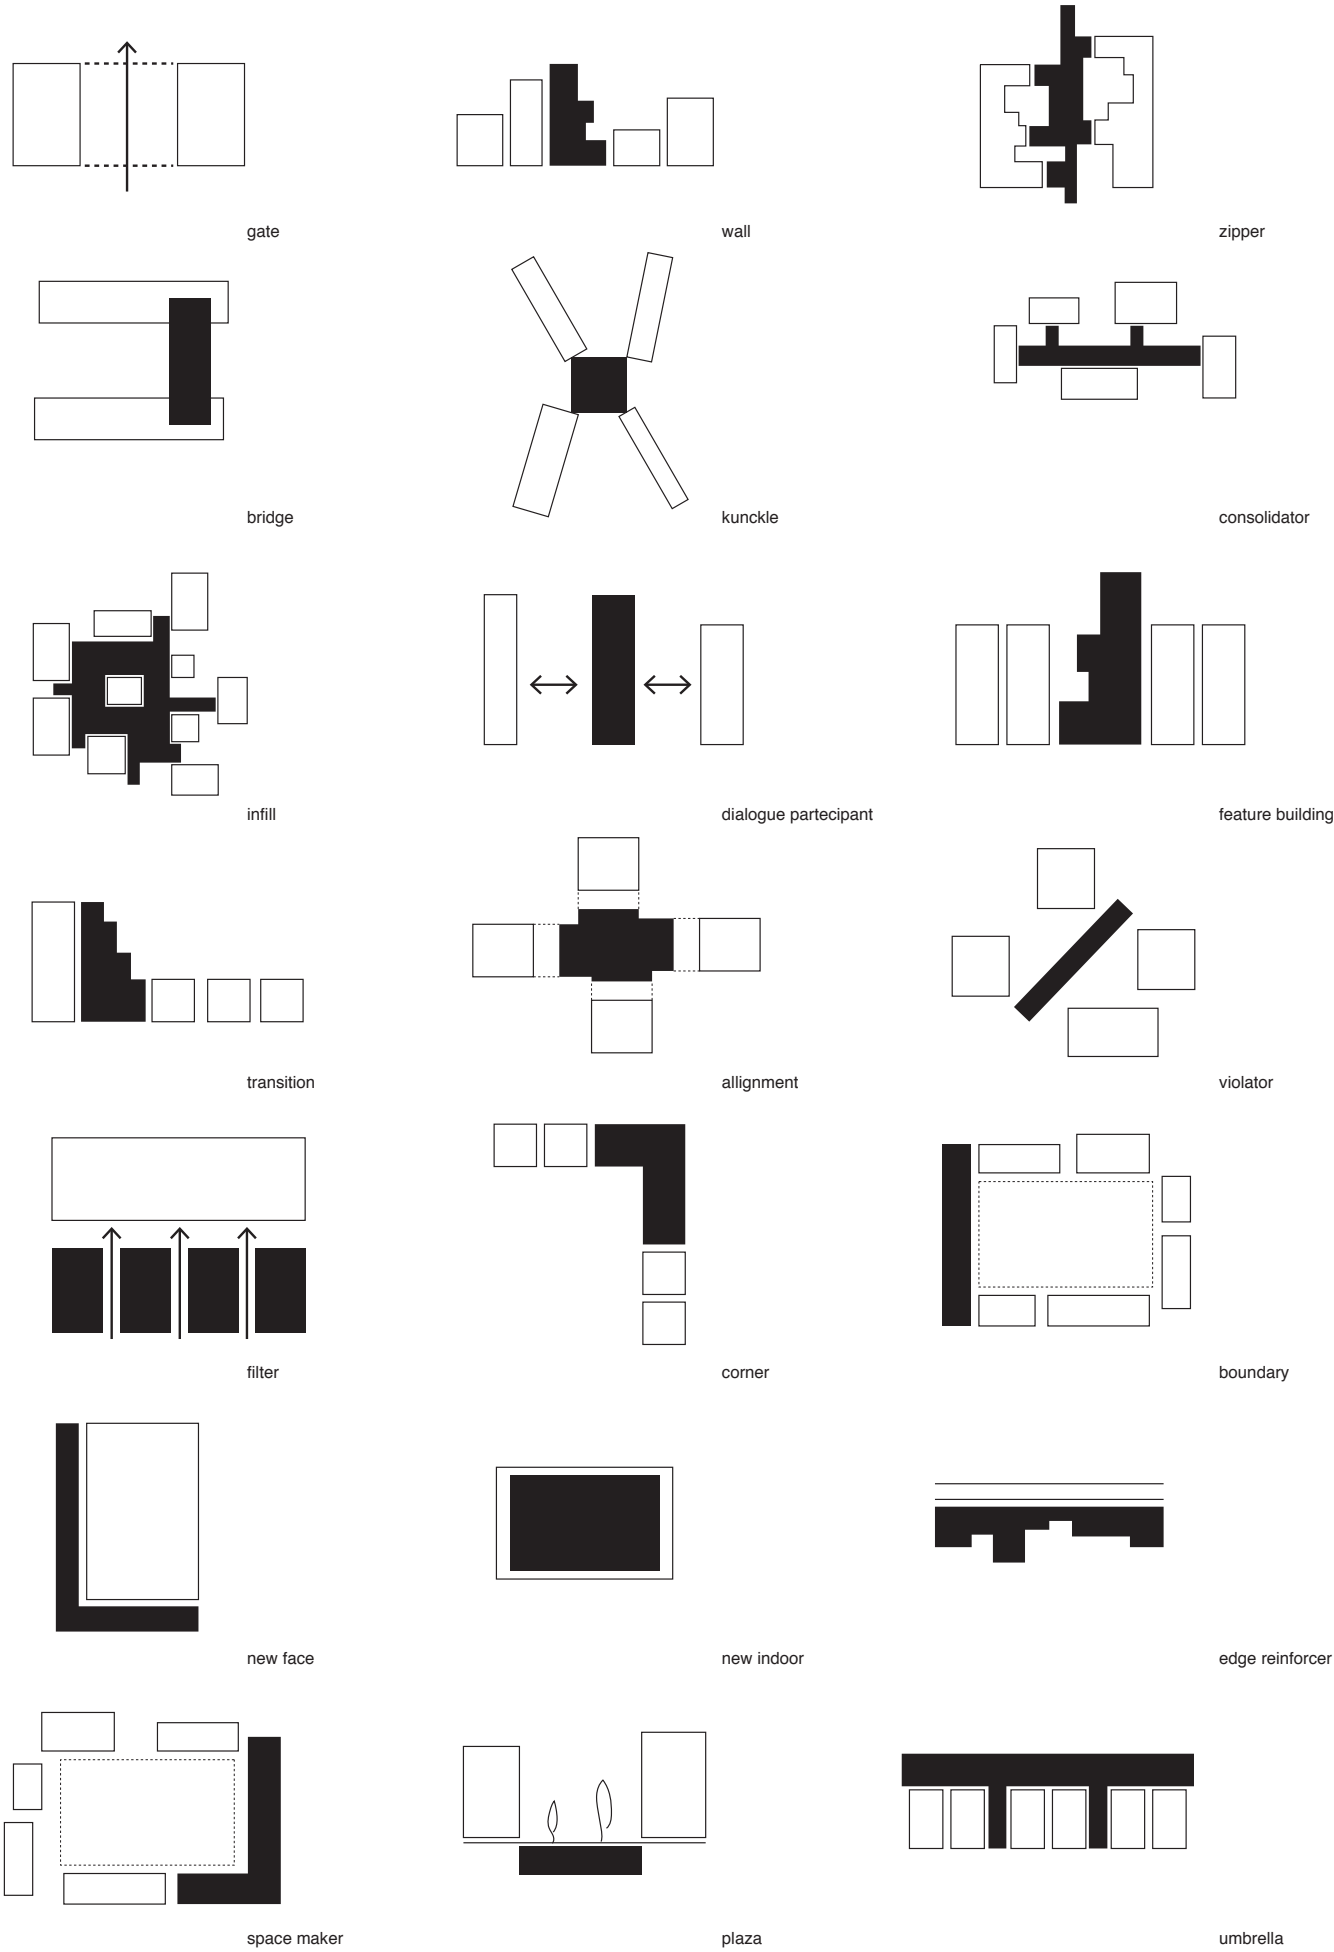 gate
wall
zipper
bridge
kunckle
consolidator
infill
dialogue partecipant
feature building
transition
allignment
violator
filter
corner
boundary
new face
new indoor
edge reinforcer
space maker
plaza
umbrella